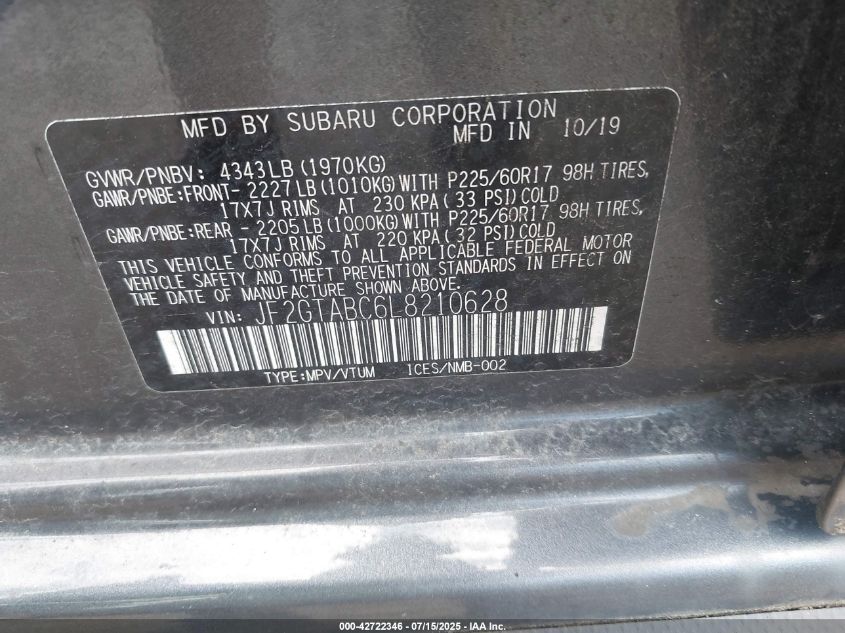 MFD BY SUBARU CORPORATION
MFD IN 10/19
GVWR/PNBV: 4343LB (1970KG)
GAWR/PNBE:FRONT- 2227LB (1010KG) WITH P225/60R17 98H TIRES,
17X7J RIMS AT 230 KPA( 33 PSI) COLD
GAWR/PNBE:REAR - 2205LB (1000KG) WITH P225/60R17 98H TIRES,
17X7J RIMS AT 220 KPA( 32 PSI) COLD
THIS VEHICLE CONFORMS TO ALL APPLICABLE FEDERAL MOTOR
VEHICLE SAFETY AND THEFT PREVENTION STANDARDS IN EFFECT ON
THE DATE OF MANUFACTURE SHOWN ABOVE.
VIN: JF2GTABC6L8210628
TYPE:MPV/VTUM ICES/NMB-002
000-42722346 - 07/15/2025 - IAA, Inc.